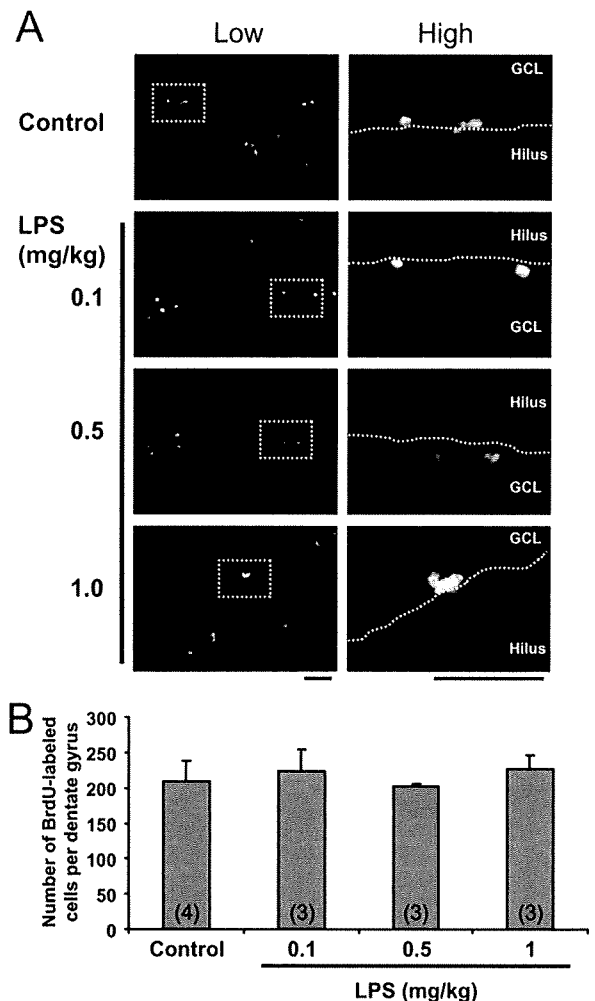 A
Low High
Control
GCL
Hilus
LPS
(mg/kg)
0.1
Hilus
GCL
0.5
Hilus
GCL
1.0
GCL
Hilus
B
Number of BrdU-labeled
cells per dentate gyrus
300
250
200
150
100
50
0
(4) (3) (3) (3)
Control 0.1 0.5 1
LPS (mg/kg)